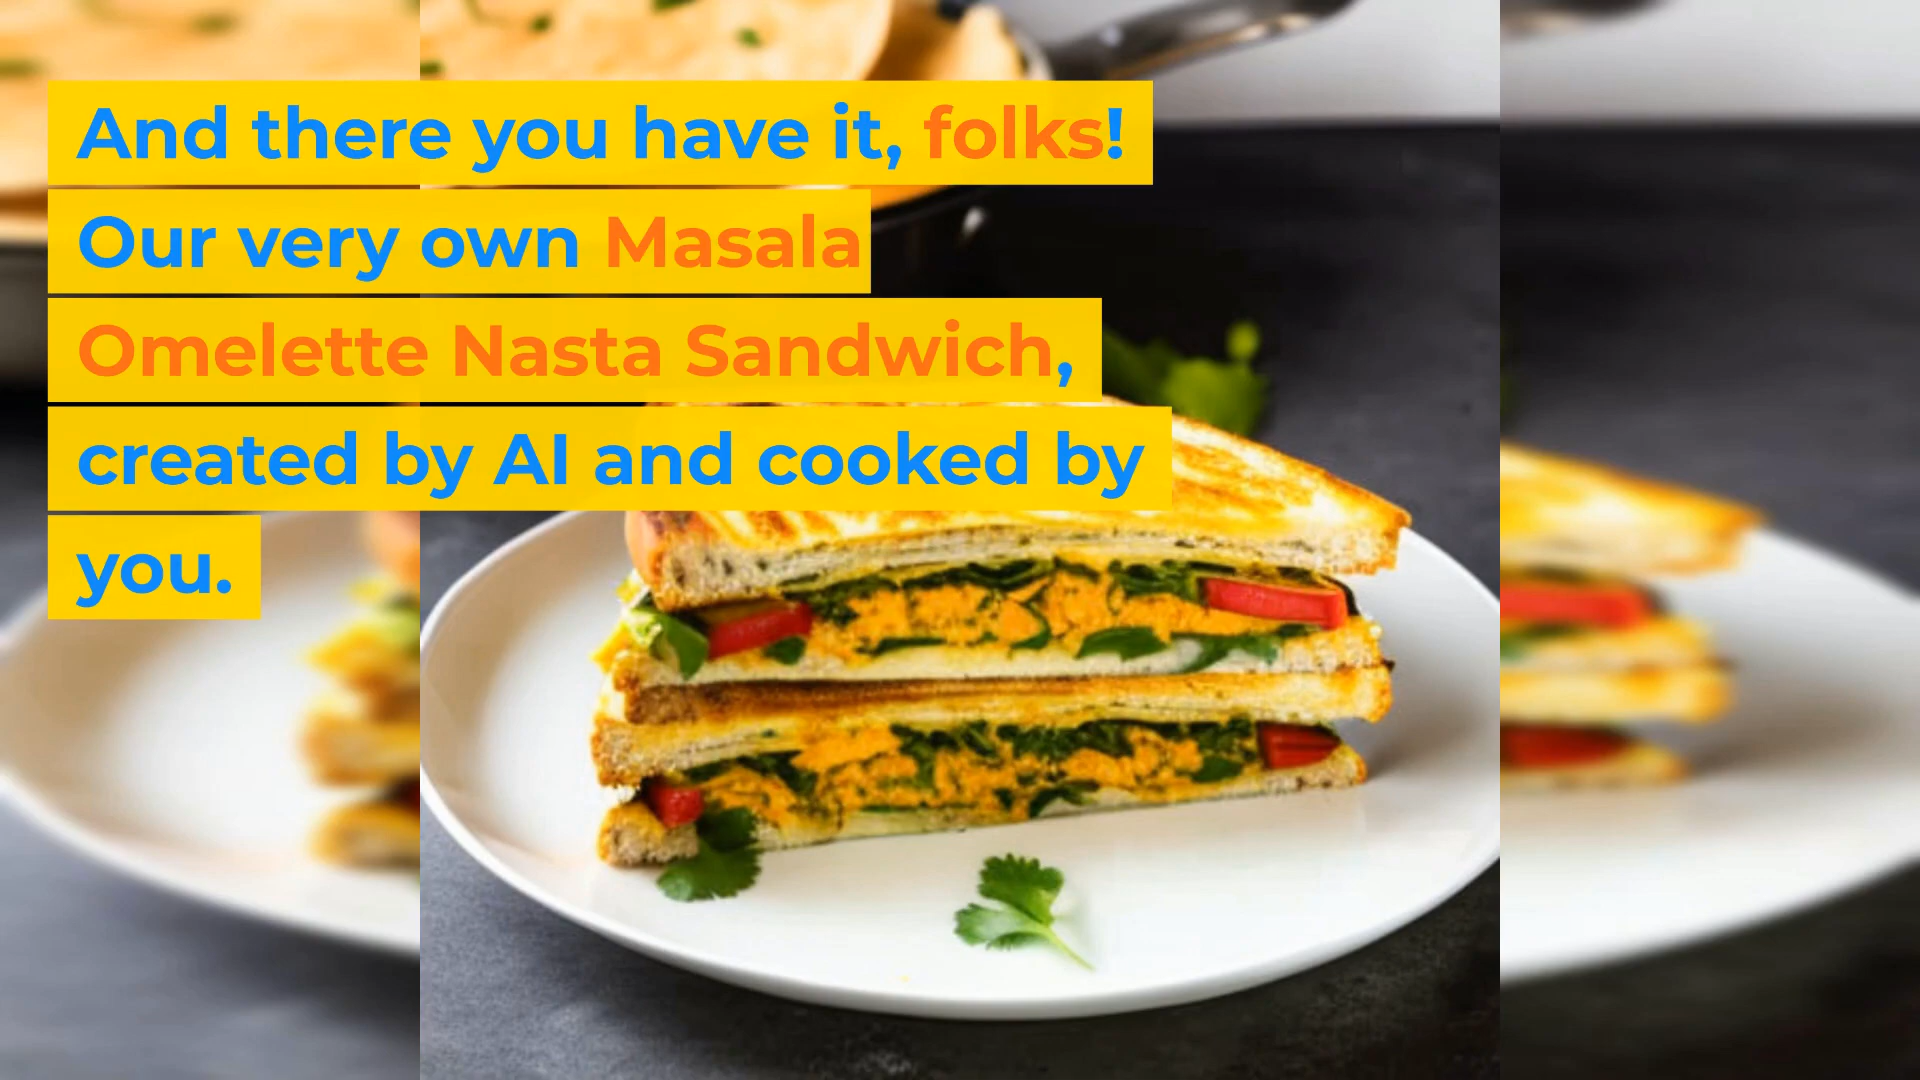 And there you have it, folks!
Our very own Masala
Omelette Nasta Sandwich,
created by AI and cooked by
you.